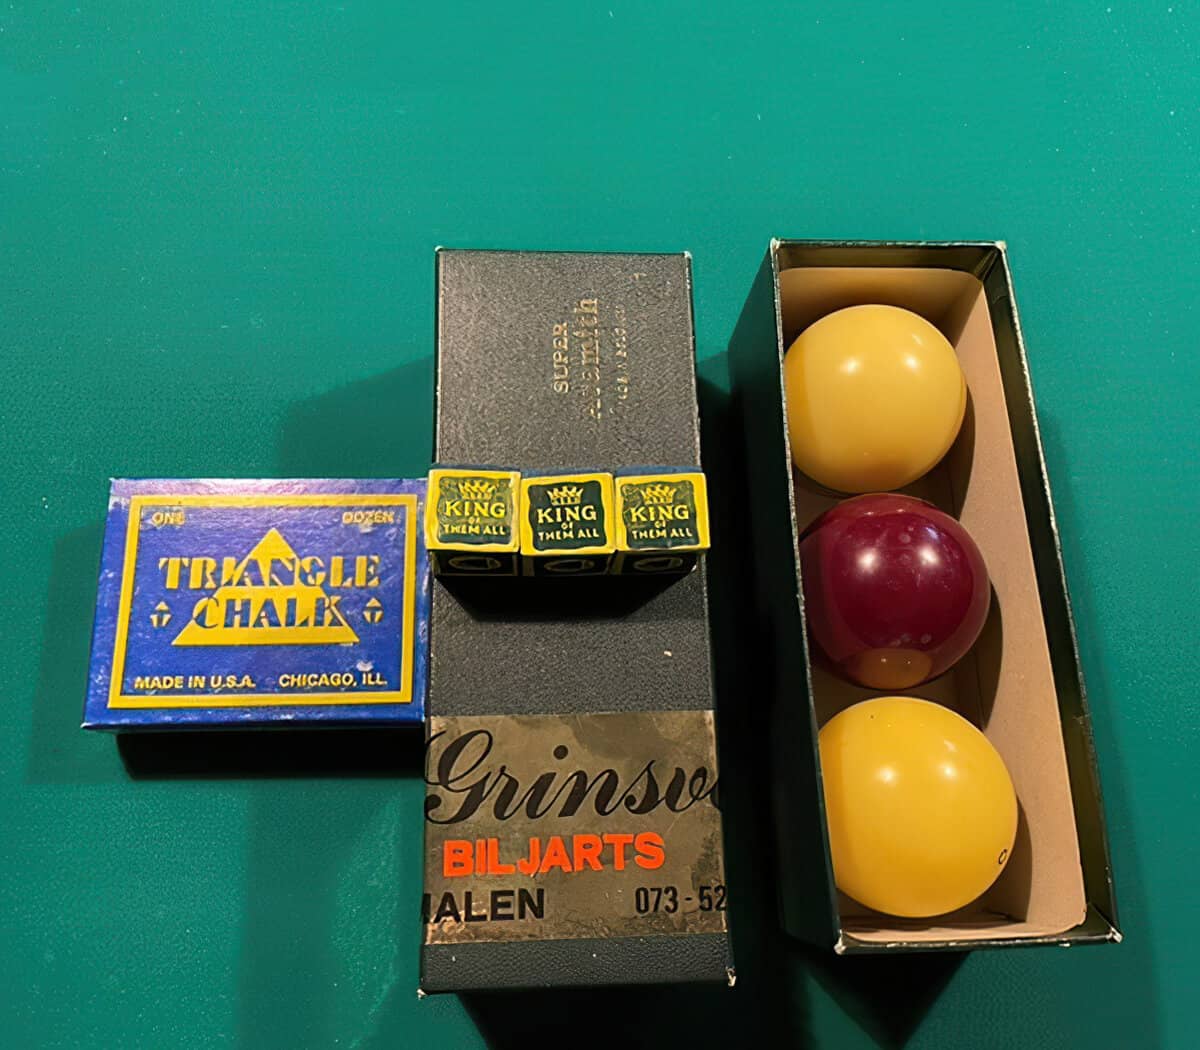 ONE DOZEN
TRIANGLE
CHALK
MADE IN U.S.A. CHICAGO, ILL.
SUPER
Aramith
KING
OF
THEM ALL
KING
OF
THEM ALL
KING
OF
THEM ALL
Grinsv
BILJARTS
ALEN 073-52